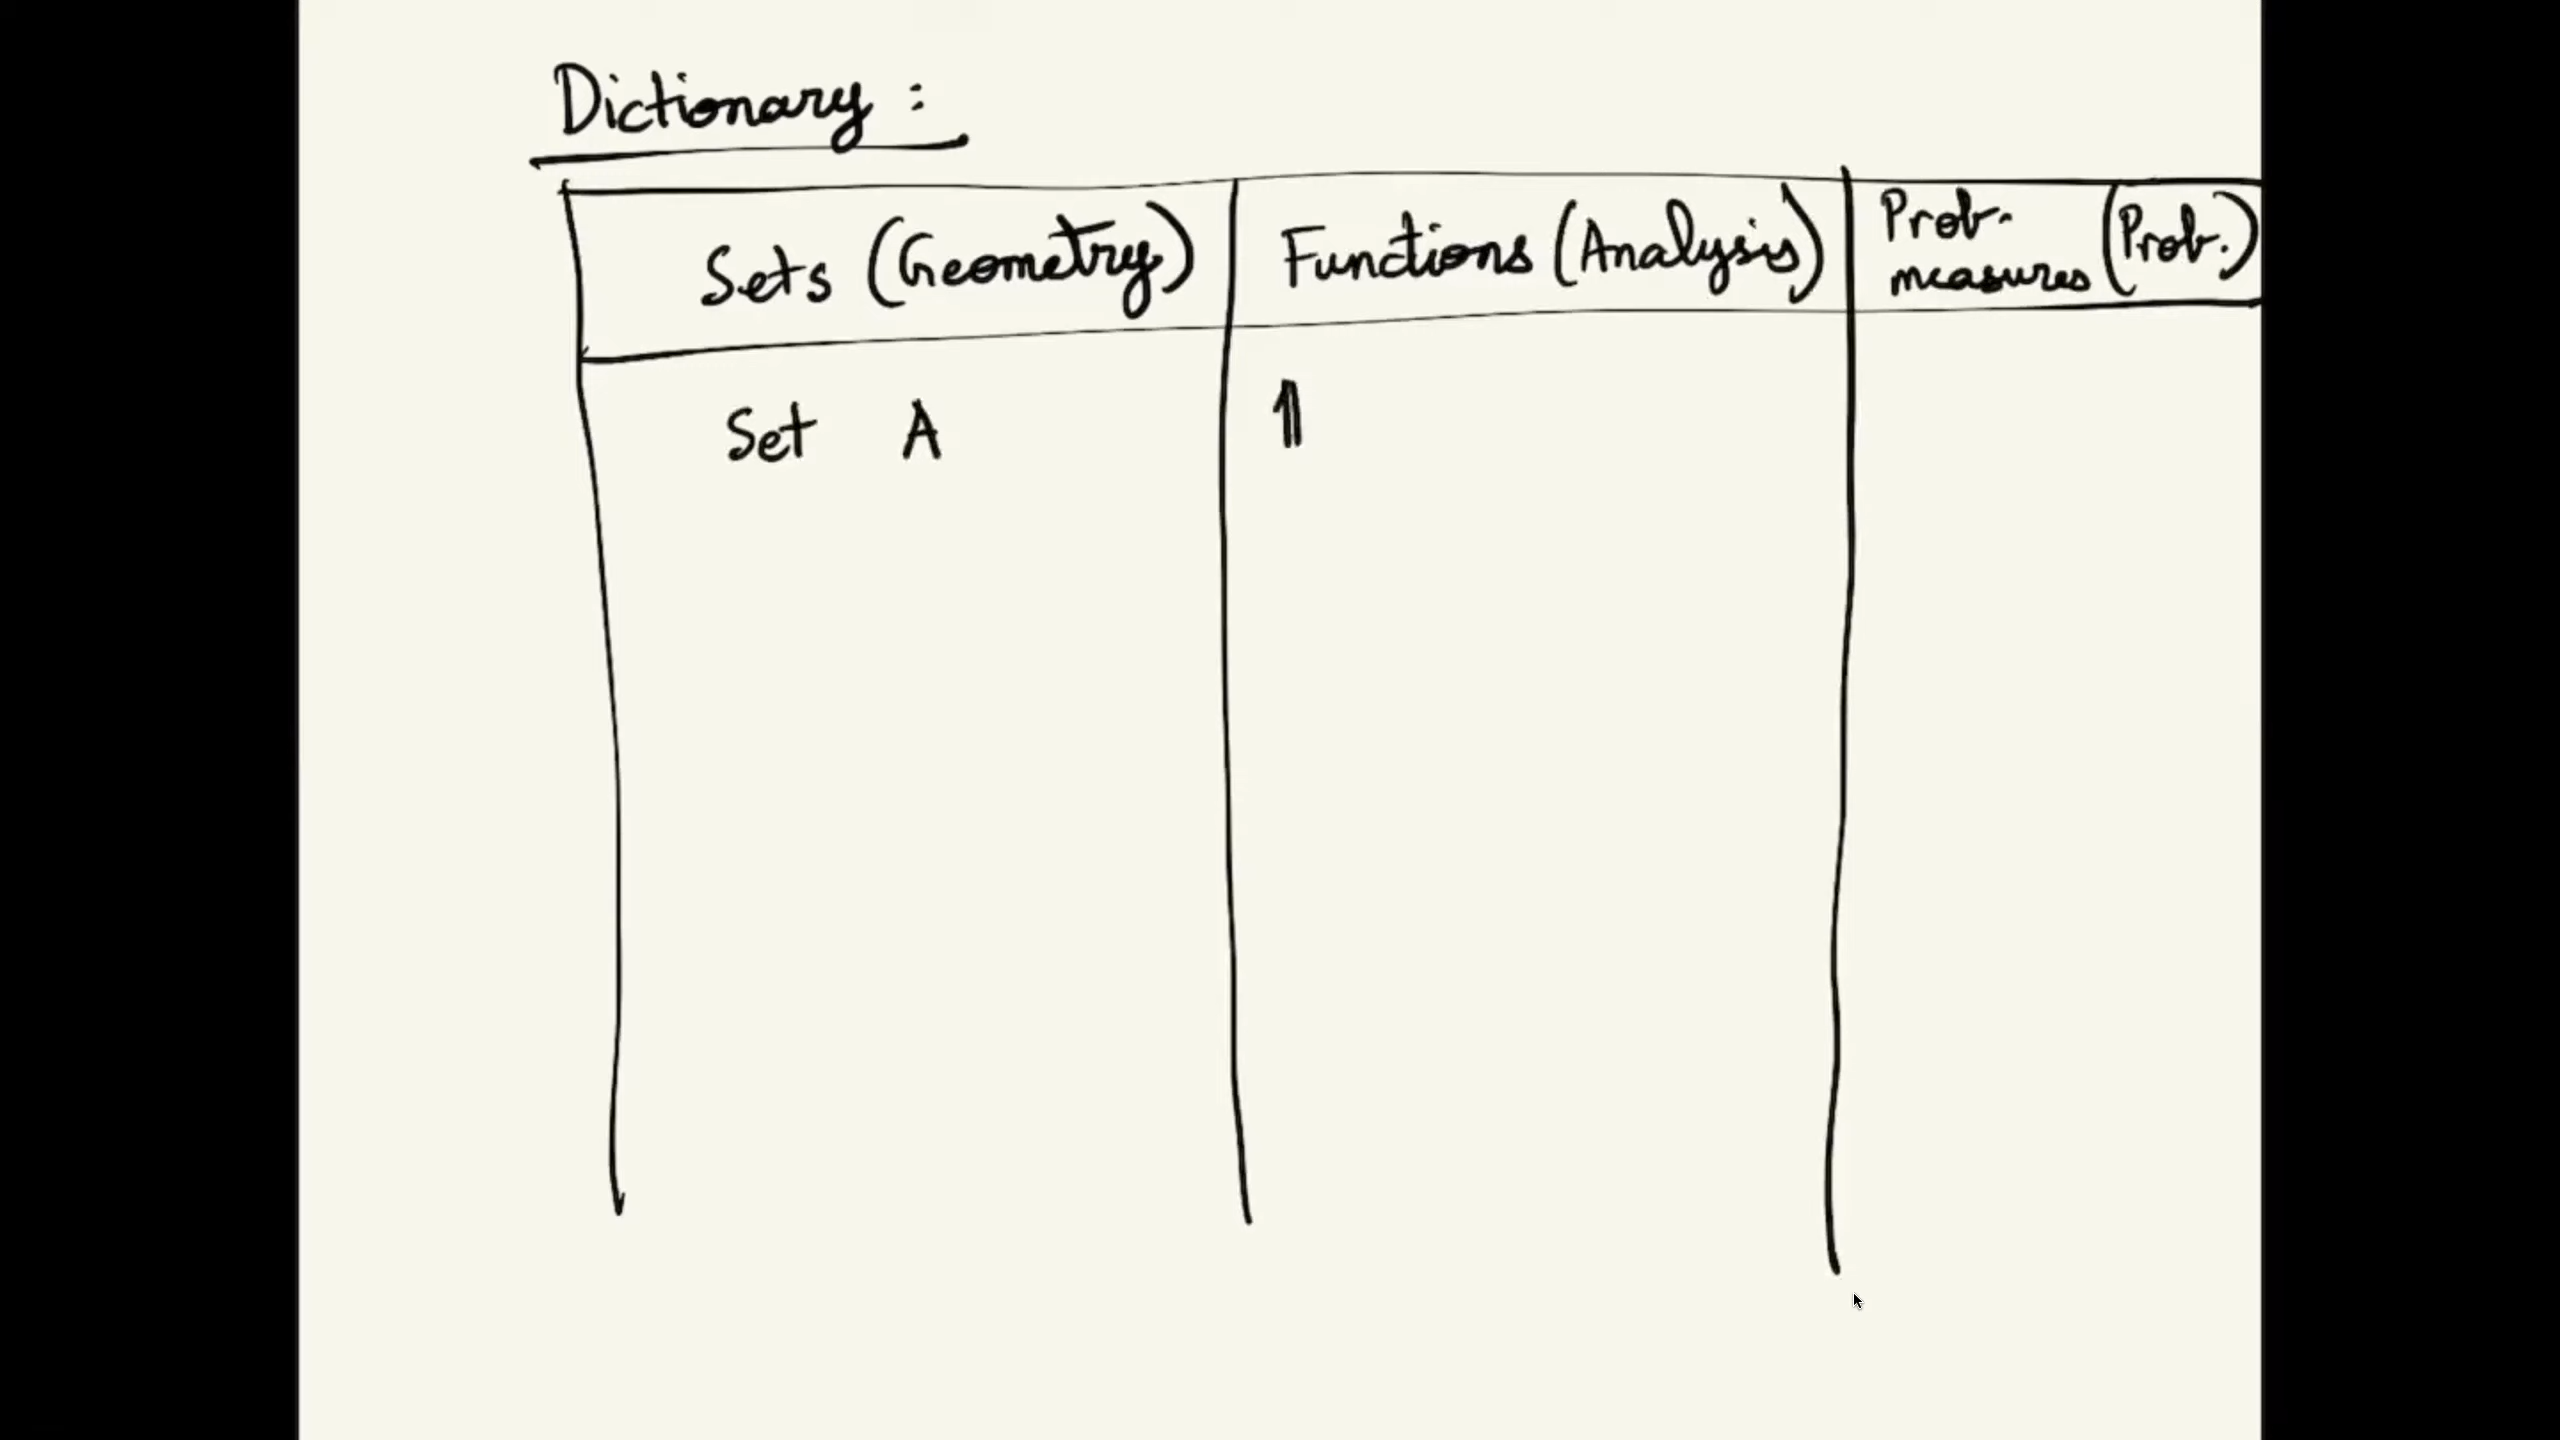 Dictionary :
Sets (Geometry) Functions (Analysis) Prob. measures (Prob.)
Set A 𝟙